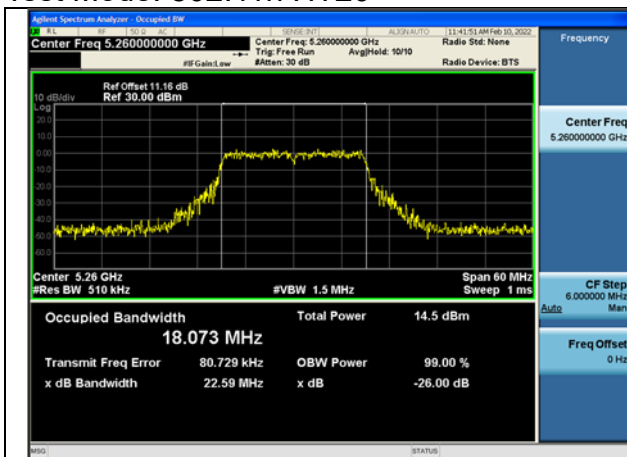 Agilent Spectrum Analyzer - Occupied BW
RL RF 50 Ω AC SENSE:INT ALIGN AUTO 11:41:51 AM Feb 10, 2022
Center Freq 5.260000000 GHz
Center Freq: 5.260000000 GHz
Radio Std: None
Trig: Free Run Avg|Hold: 10/10
#IFGain:Low
#Atten: 30 dB
Radio Device: BTS
Frequency
Ref Offset 11.16 dB
10 dB/div Ref 30.00 dBm
Log
20.0
10.0
0.00
-10.0
-20.0
-30.0
-40.0
-50.0
-60.0
Center Freq
5.260000000 GHz
Center 5.26 GHz Span 60 MHz
#Res BW 510 kHz #VBW 1.5 MHz Sweep 1 ms
CF Step
6.000000 MHz
Auto Man
Occupied Bandwidth Total Power 14.5 dBm
18.073 MHz
Freq Offset
0 Hz
Transmit Freq Error 80.729 kHz OBW Power 99.00 %
x dB Bandwidth 22.59 MHz x dB -26.00 dB
MSG STATUS